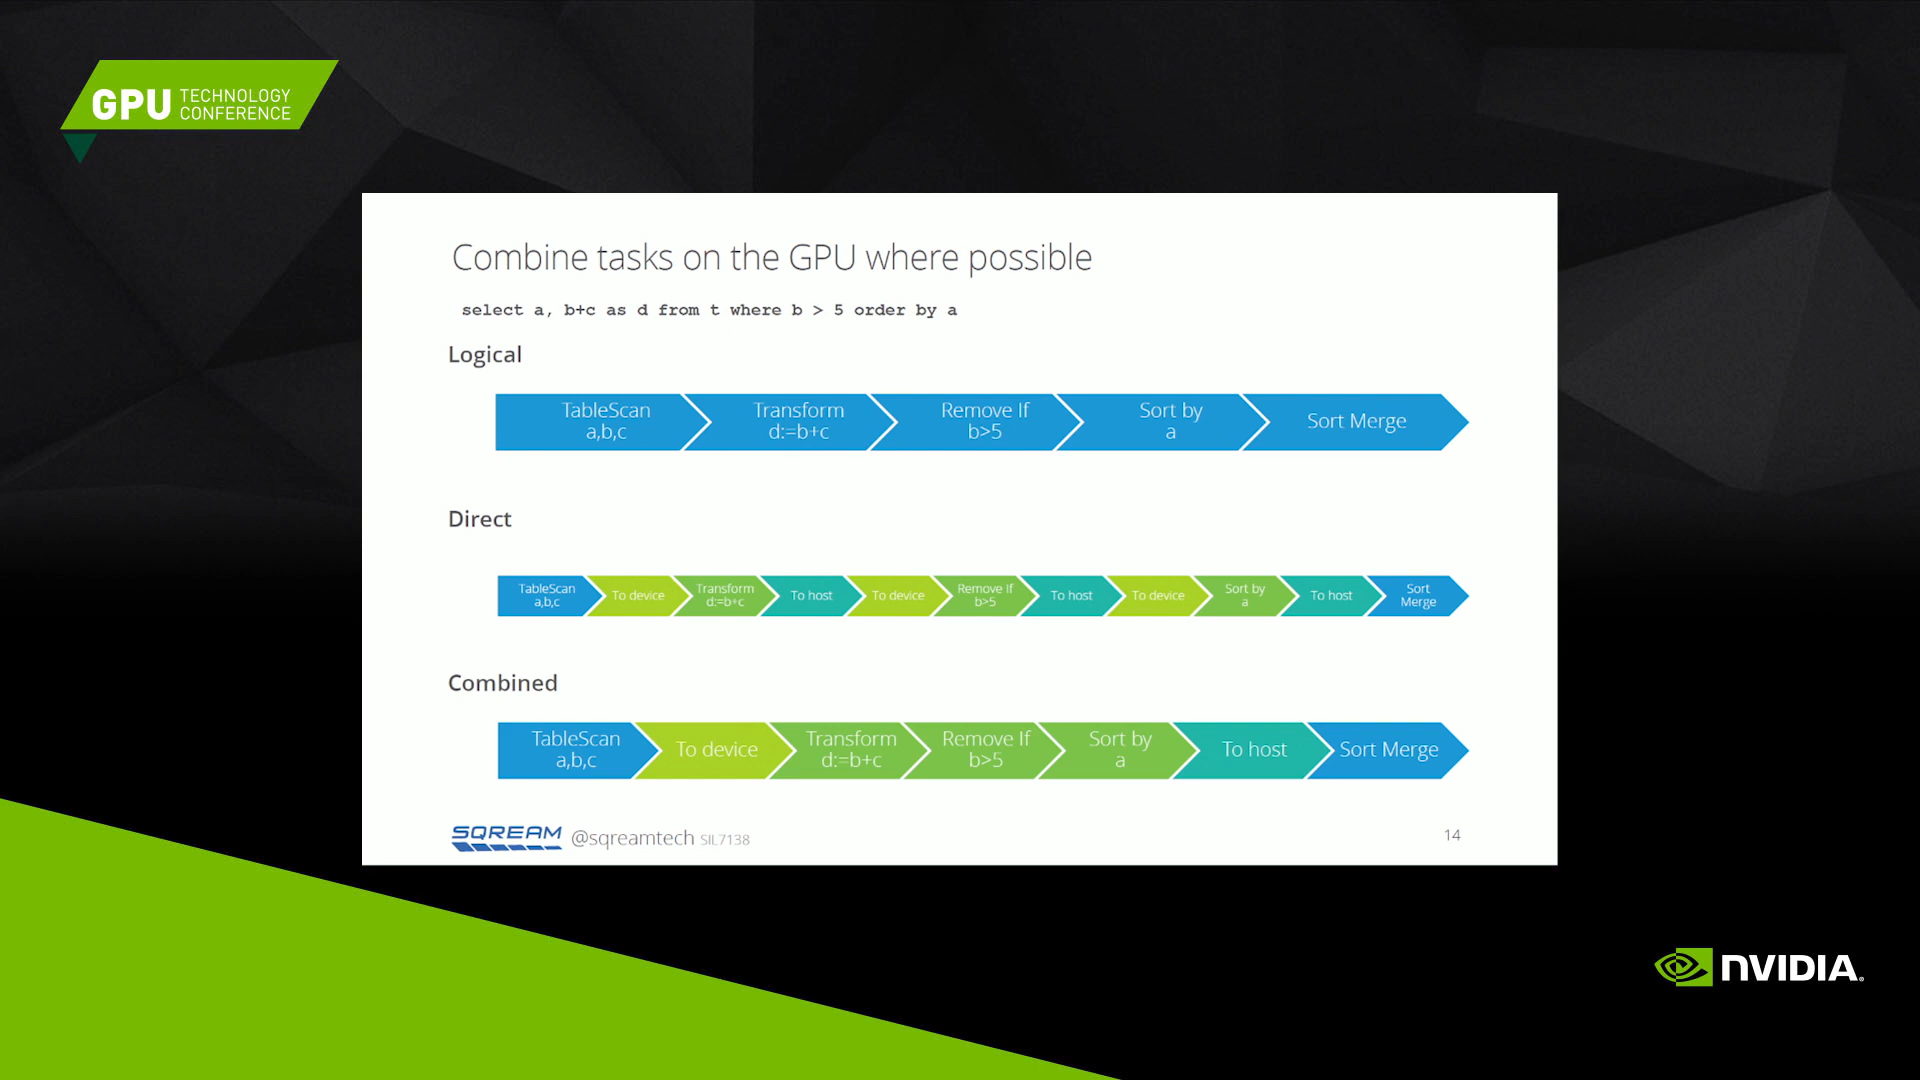 GPU TECHNOLOGY
CONFERENCE
Combine tasks on the GPU where possible
select a, b+c as d from t where b > 5 order by a
Logical
TableScan
a,b,c
Transform
d:=b+c
Remove If
b>5
Sort by
a
Sort Merge
Direct
TableScan
a,b,c
To device
Transform
d:=b+c
To host
To device
Remove If
b>5
To host
To device
Sort by
a
To host
Sort
Merge
Combined
TableScan
a,b,c
To device
Transform
d:=b+c
Remove If
b>5
Sort by
a
To host
Sort Merge
SQREAM @sqreamtech SIL7138
14
NVIDIA.